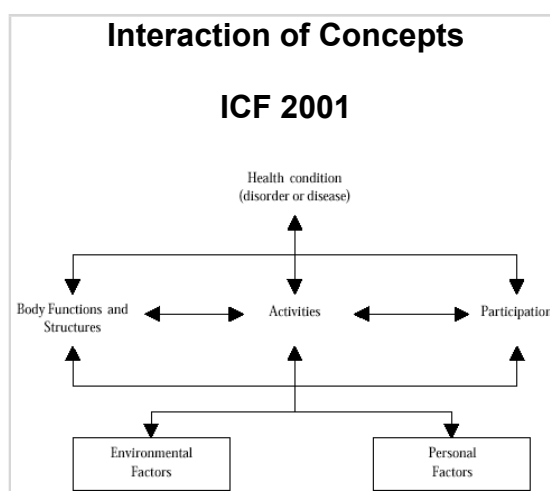 Interaction of Concepts
ICF 2001
Health condition
(disorder or disease)
Body Functions and
Structures
Activities
Participation
Environmental
Factors
Personal
Factors